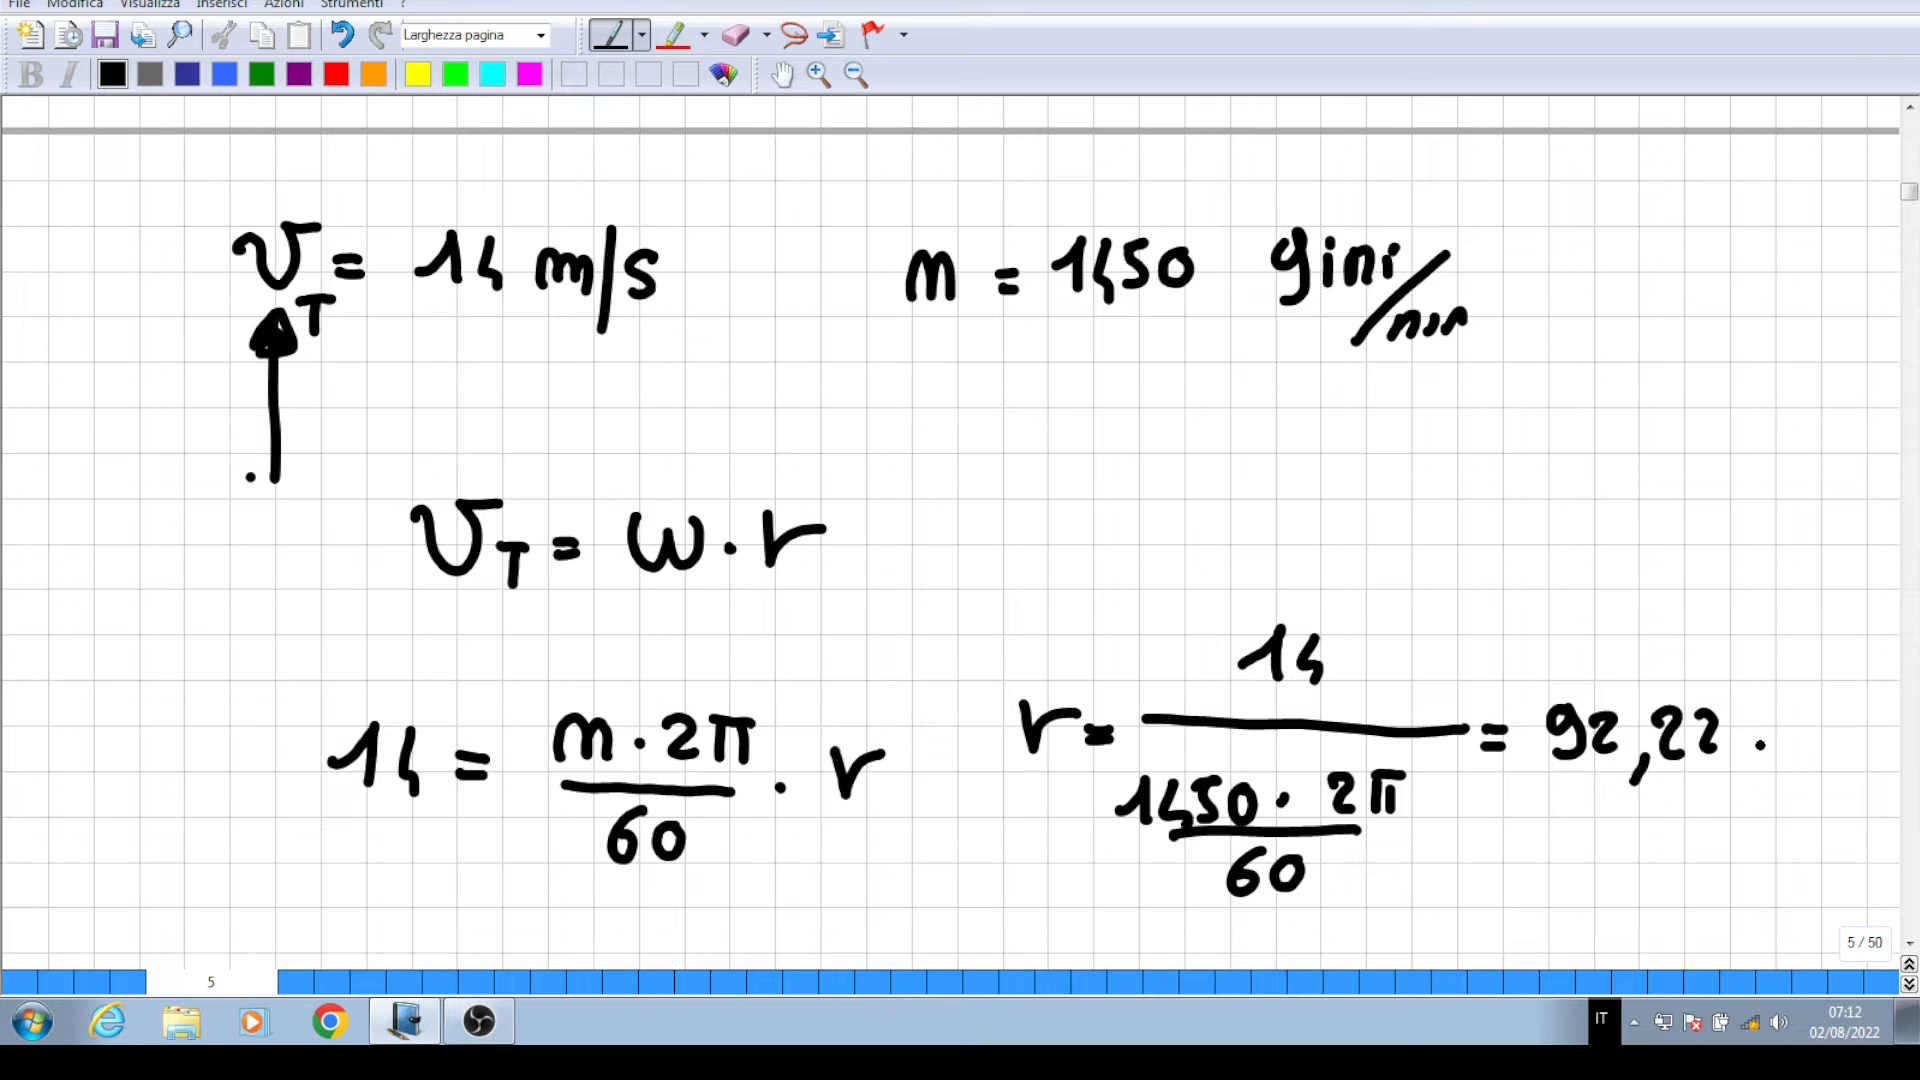 File Modifica Visualizza Inserisci Azioni Strumenti ?
Larghezza pagina
B I
v_T = 14 m/s
n = 1450 giri/min
v_T = ω · r
14 = n · 2π / 60 · r
r = 14 / (1450 · 2π / 60) = 92,22 ·
5 / 50
5
IT
07:12
02/08/2022